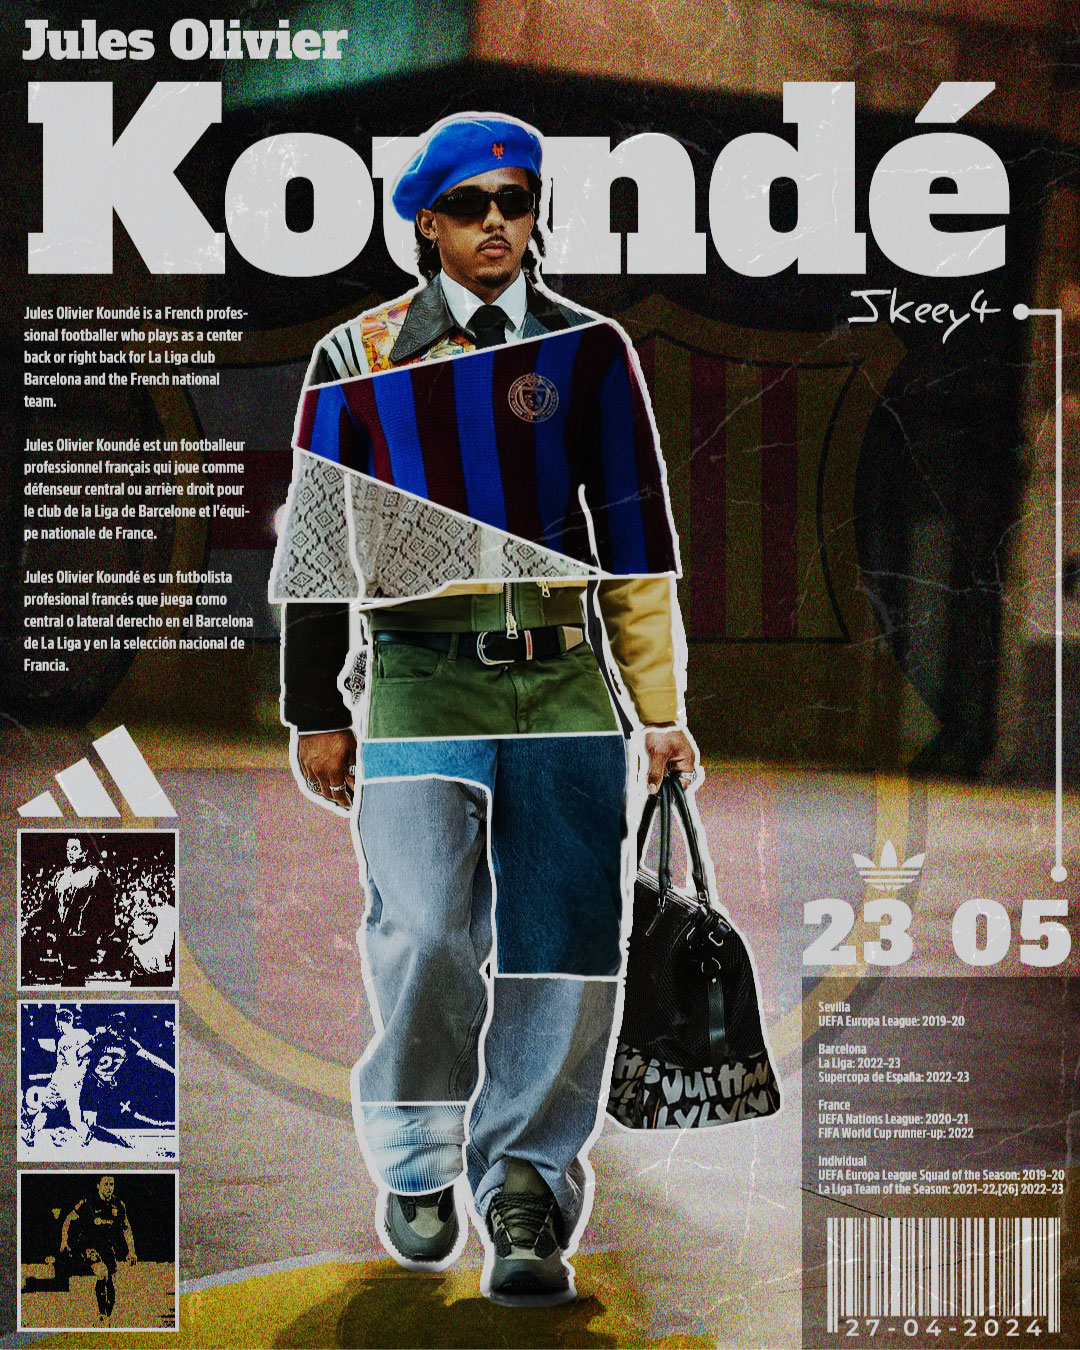 Jules Olivier
Koundé
Jkeey4
Jules Olivier Koundé is a French profes-
sional footballer who plays as a center
back or right back for La Liga club
Barcelona and the French national
team.
Jules Olivier Koundé est un footballeur
professionnel français qui joue comme
défenseur central ou arrière droit pour
le club de la Liga de Barcelone et l'équi-
pe nationale de France.
Jules Olivier Koundé es un futbolista
profesional francés que juega como
central o lateral derecho en el Barcelona
de La Liga y en la selección nacional de
Francia.
27
23 05
Sevilla
UEFA Europa League: 2019–20
Barcelona
La Liga: 2022–23
Supercopa de España: 2022–23
France
UEFA Nations League: 2020–21
FIFA World Cup runner-up: 2022
Individual
UEFA Europa League Squad of the Season: 2019–20
La Liga Team of the Season: 2021–22,[26] 2022–23
Vuitton
27-04-2024